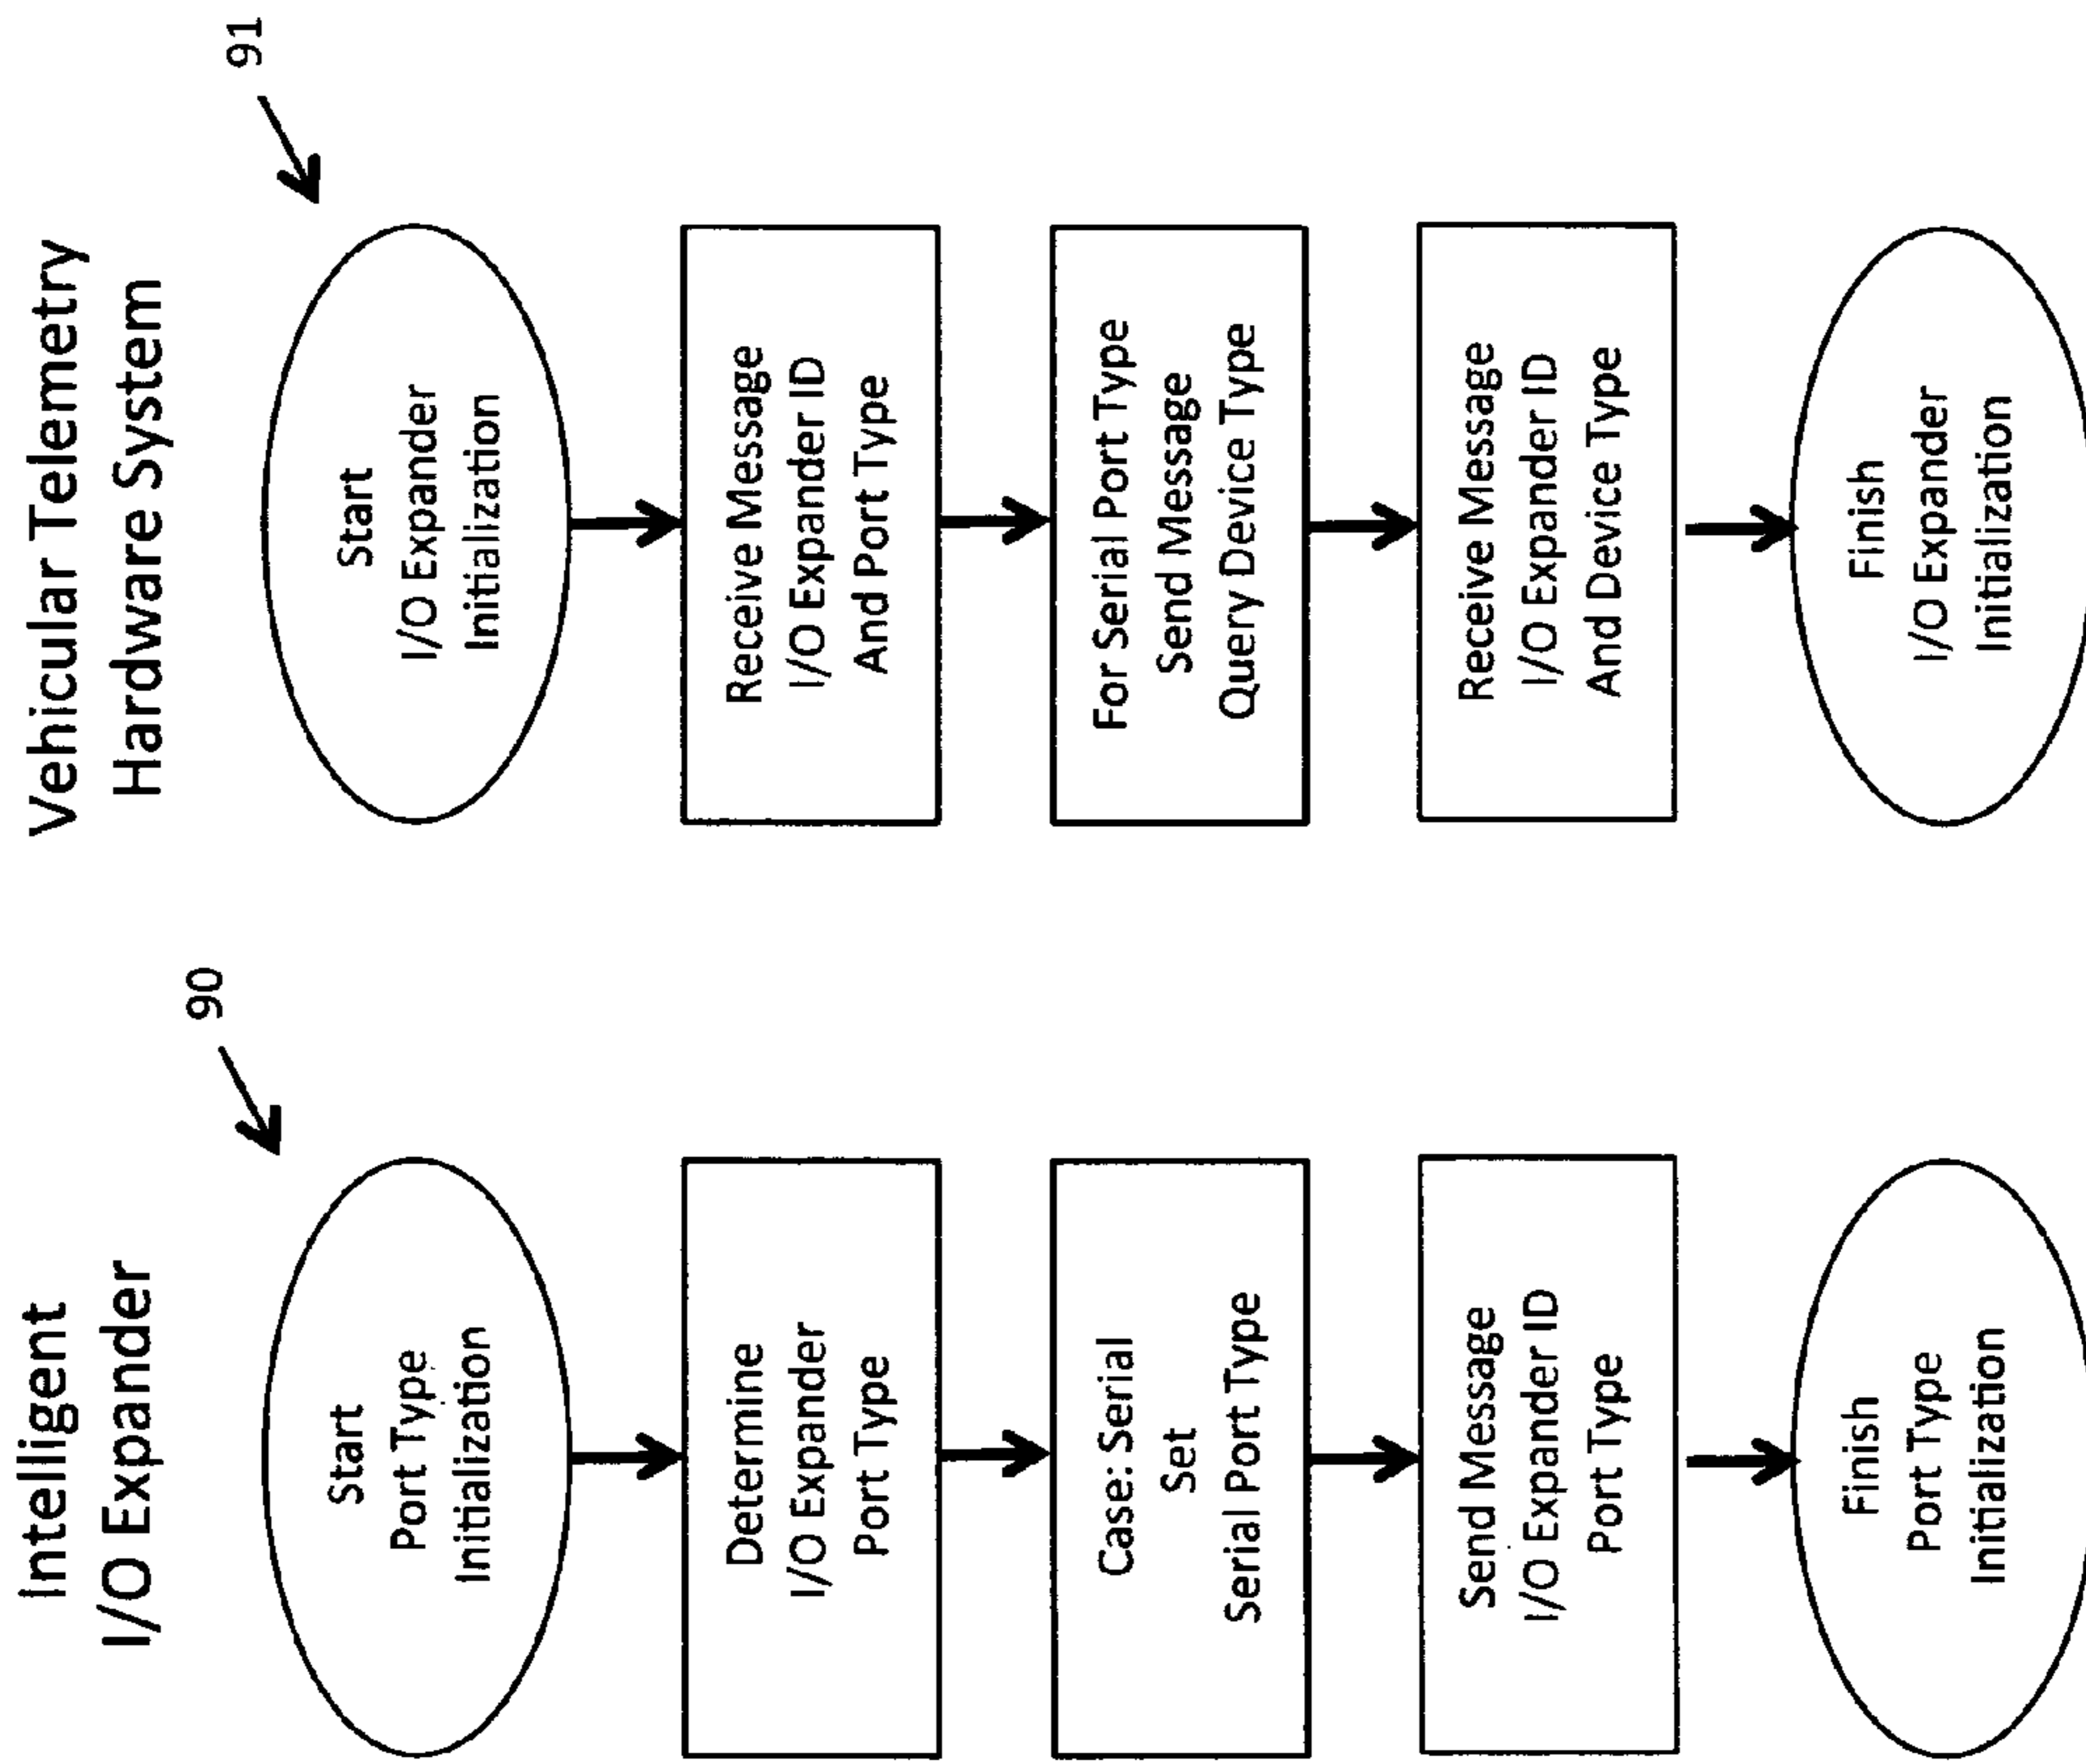 Intelligent
I/O Expander
90
Start
Port Type
Initialization
Determine
I/O Expander
Port Type
Case: Serial
Set
Serial Port Type
Send Message
I/O Expander ID
Port Type
Finish
Port Type
Initialization
Vehicular Telemetry
Hardware System
91
Start
I/O Expander
Initialization
Receive Message
I/O Expander ID
And Port Type
For Serial Port Type
Send Message
Query Device Type
Receive Message
I/O Expander ID
And Device Type
Finish
I/O Expander
Initialization